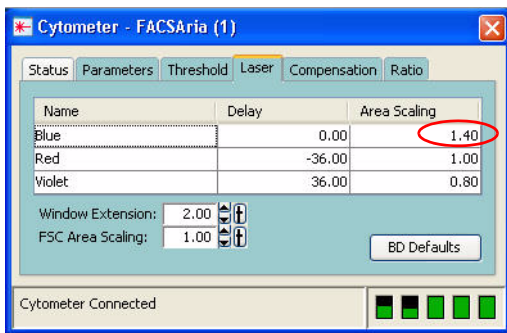 Cytometer - FACSAria (1)
Status Parameters Threshold Laser Compensation Ratio
Name Delay Area Scaling
Blue 0.00 1.40
Red -36.00 1.00
Violet 36.00 0.80
Window Extension: 2.00
FSC Area Scaling: 1.00
BD Defaults
Cytometer Connected